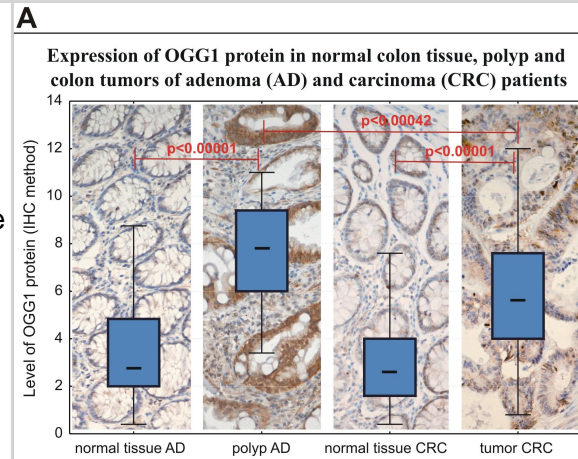 A
Expression of OGG1 protein in normal colon tissue, polyp and
colon tumors of adenoma (AD) and carcinoma (CRC) patients
Level of OGG1 protein (IHC method)
14
12
10
8
6
4
2
0
p<0.00042
p<0.00001
p<0.00001
normal tissue AD
polyp AD
normal tissue CRC
tumor CRC
e